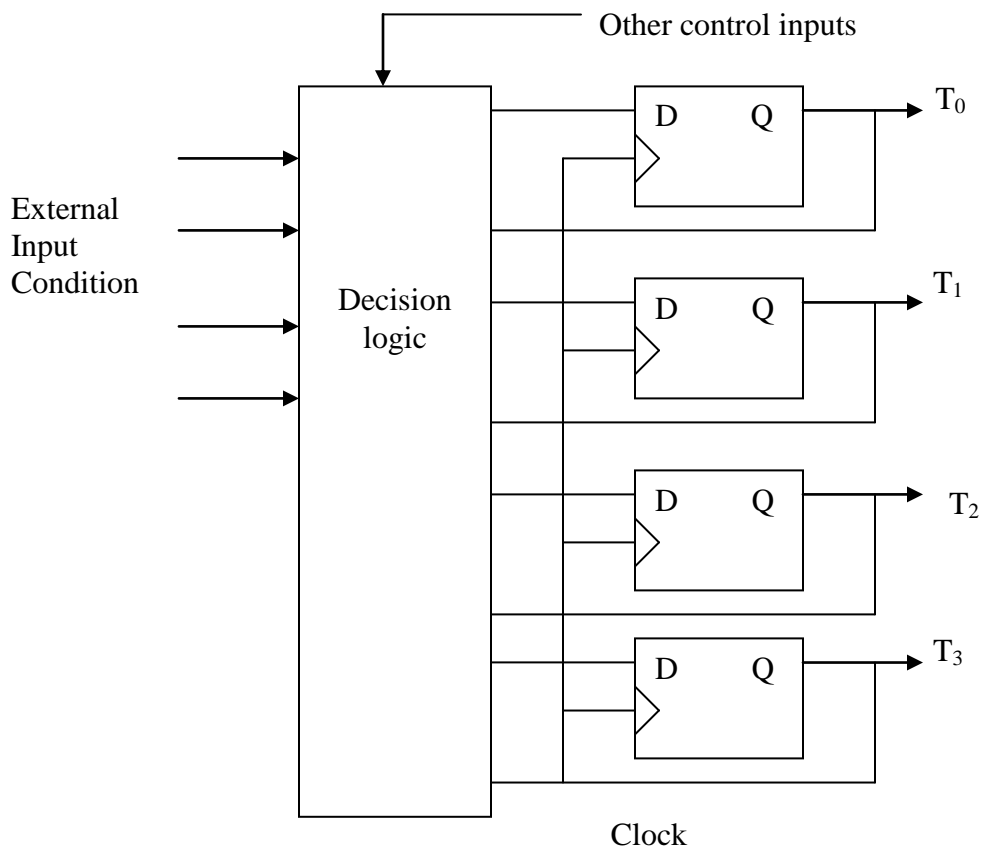 Other control inputs
External
Input
Condition
Decision
logic
D Q
T₀
D Q
T₁
D Q
T₂
D Q
T₃
Clock